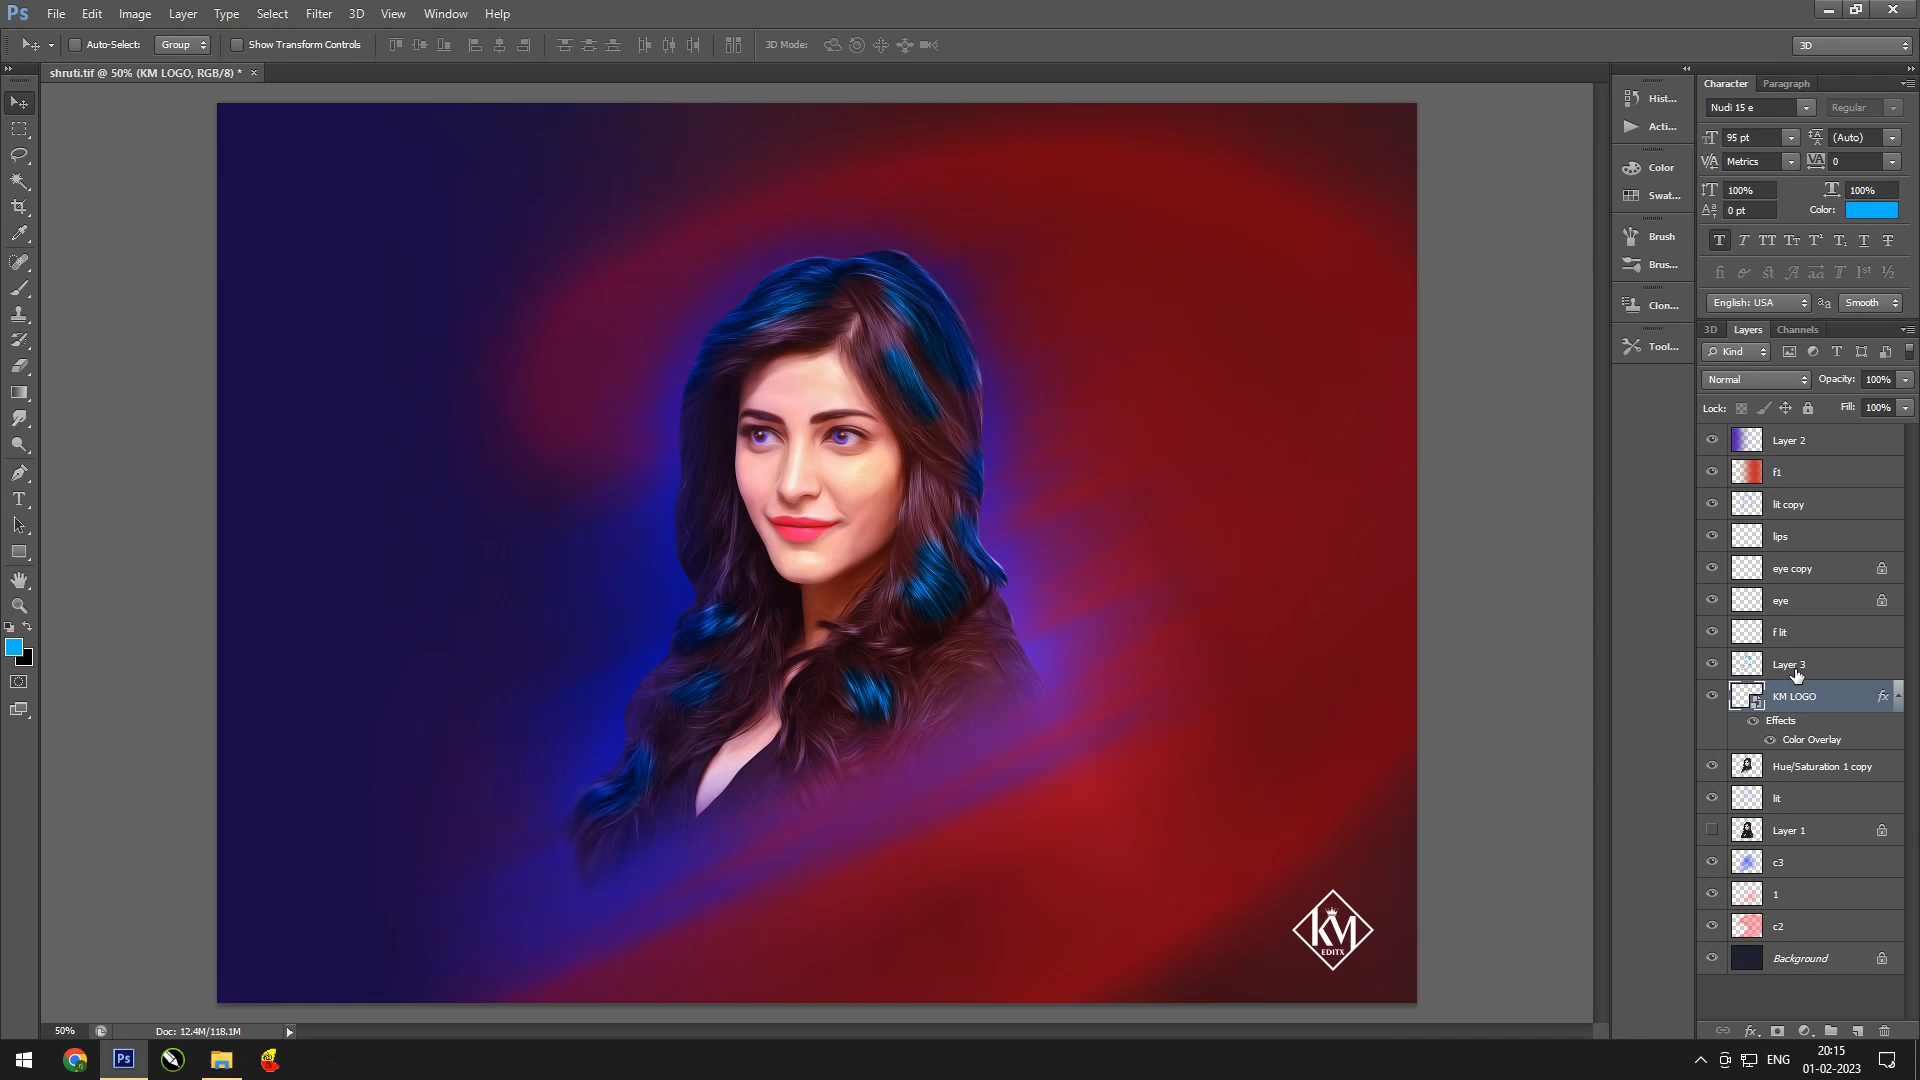 Ps File Edit Image Layer Type Select Filter 3D View Window Help
Auto-Select: Group Show Transform Controls 3D Mode: 3D
shruti.tif @ 50% (KM LOGO, RGB/8) * ×
Hist...
Acti...
Color
Swat...
Brush
Brus...
Clon...
Tool...
Character Paragraph
Nudi 15 e Regular
95 pt (Auto)
Metrics 0
100% 100%
0 pt Color:
English: USA Smooth
3D Layers Channels
Kind
Normal Opacity: 100%
Lock: Fill: 100%
Layer 2
f1
lit copy
lips
eye copy
eye
f lit
Layer 3
KM LOGO fx
Effects
Color Overlay
Hue/Saturation 1 copy
lit
Layer 1
c3
1
c2
Background
KM
EDITX
50% Doc: 12.4M/118.1M
Ps
ENG
20:15
01-02-2023